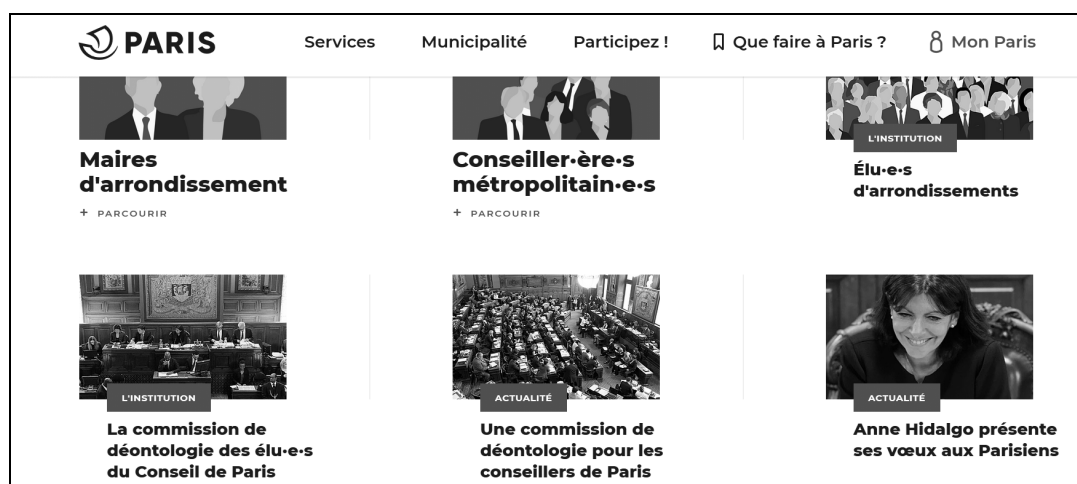 PARIS
Services
Municipalité
Participez !
Que faire à Paris ?
Mon Paris
Maires
d'arrondissement
+ PARCOURIR
Conseiller·ère·s
métropolitain·e·s
+ PARCOURIR
L'INSTITUTION
Élu·e·s
d'arrondissements
L'INSTITUTION
La commission de
déontologie des élu·e·s
du Conseil de Paris
ACTUALITÉ
Une commission de
déontologie pour les
conseillers de Paris
ACTUALITÉ
Anne Hidalgo présente
ses vœux aux Parisiens